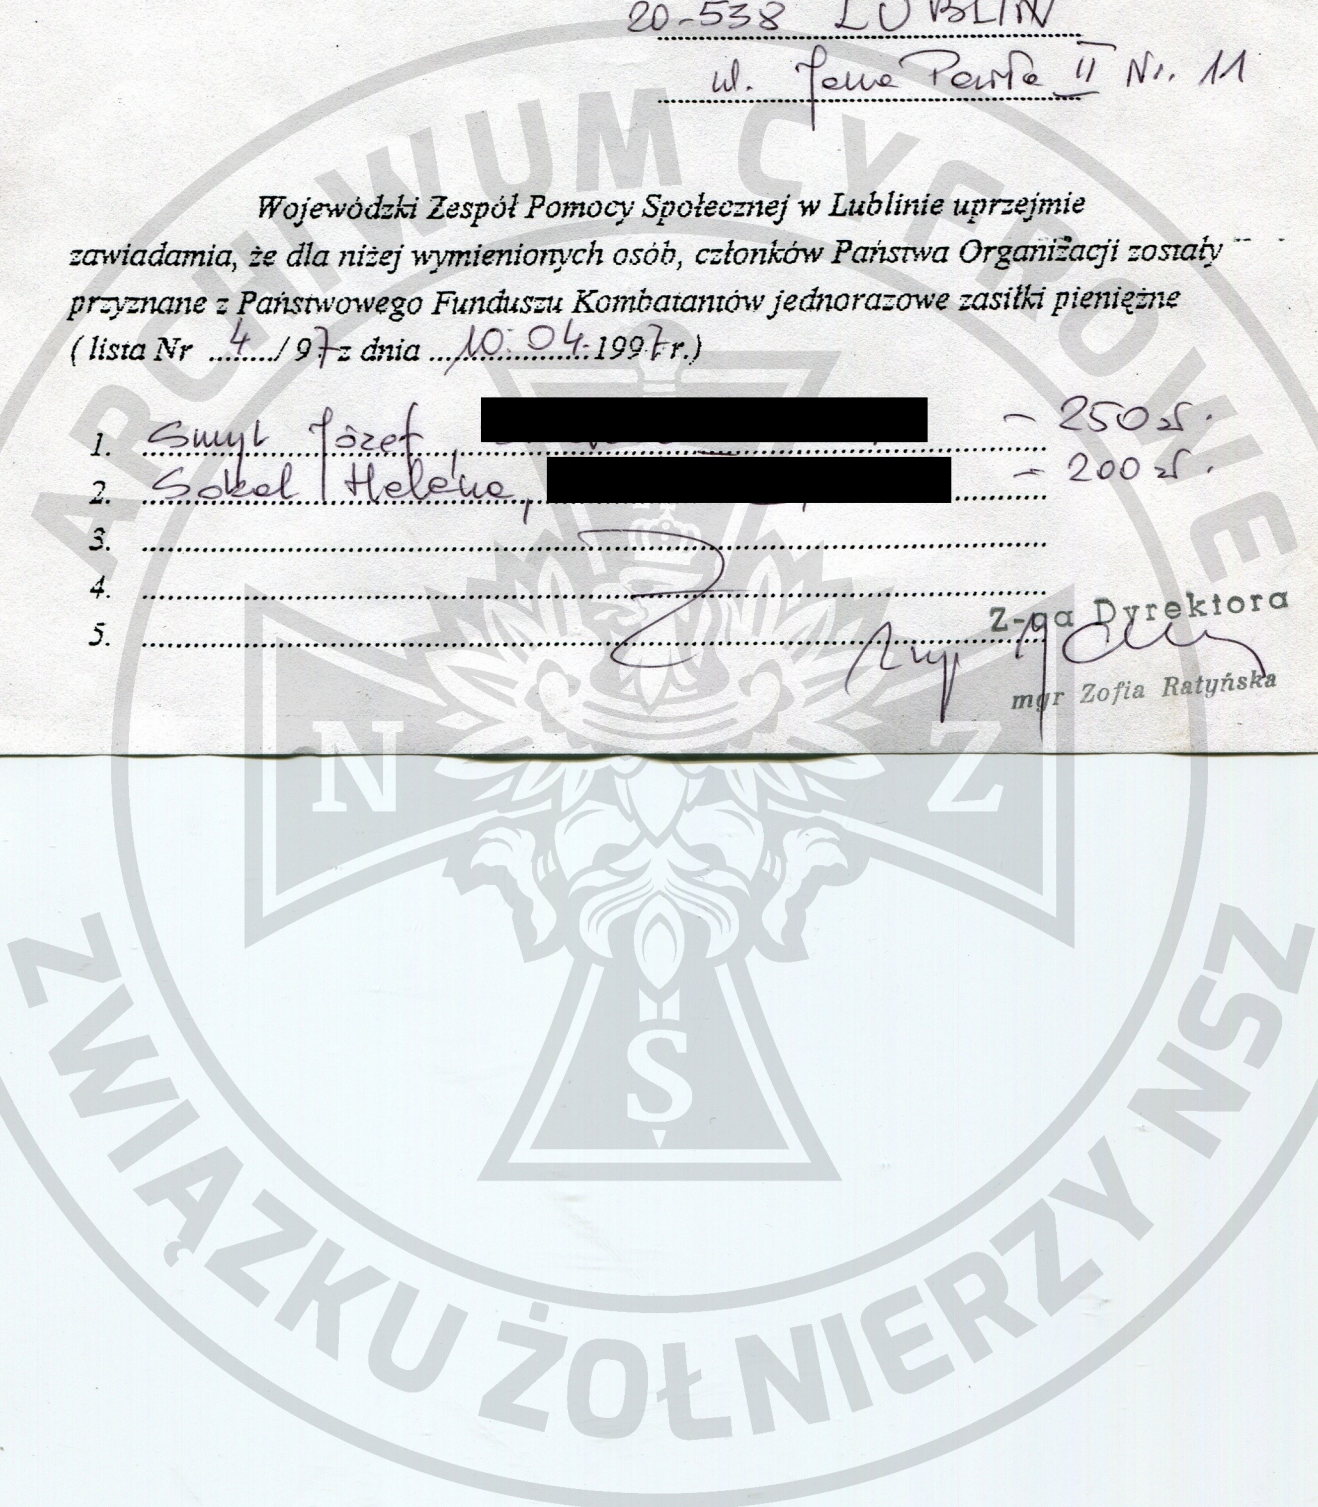 20-538 LUBLIN
ul. Jana Pawła II Nr. 11
Wojewódzki Zespół Pomocy Społecznej w Lublinie uprzejmie
zawiadamia, że dla niżej wymienionych osób, członków Państwa Organizacji zostały
przyznane z Państwowego Funduszu Kombatantów jednorazowe zasiłki pieniężne
( lista Nr ...4..../ 97 z dnia ...10.04.1997 r.)
1. Smyl Józef, - 250 zł.
2. Sokol Helena, - 200 zł.
3.
4.
5.
Z-ca Dyrektora
mgr Zofia Ratyńska
ARCHIWUM CYFROWE
N Z
S
ZWIĄZKU ŻOŁNIERZY NSZ